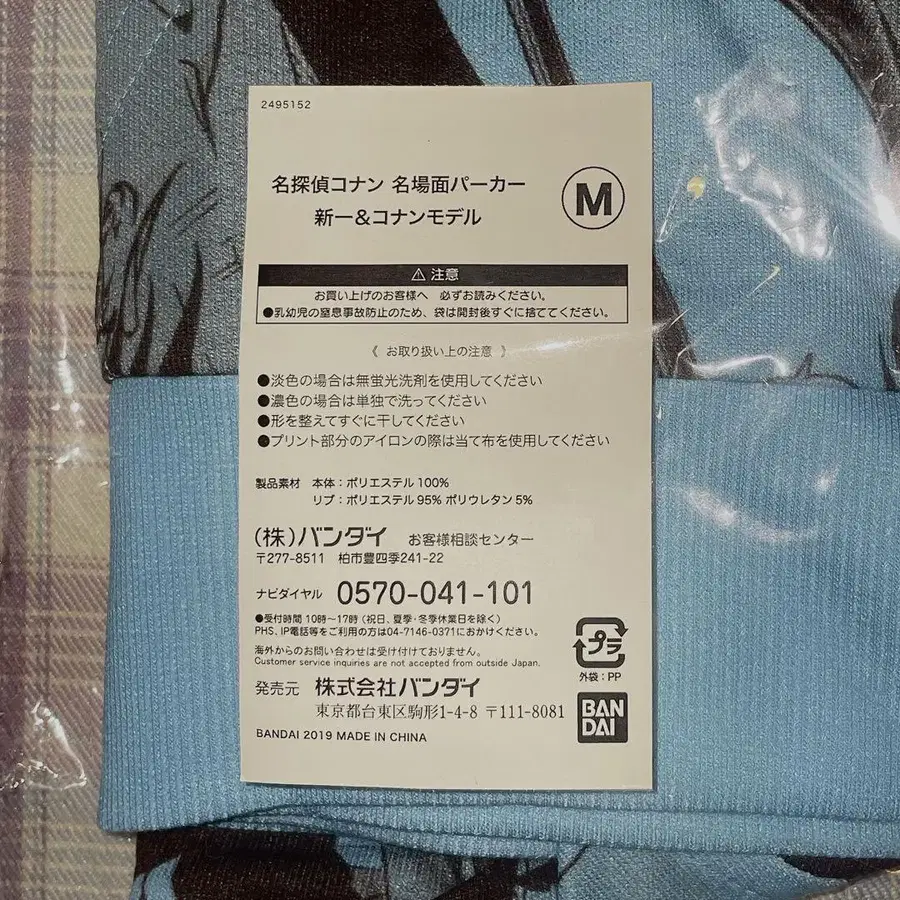 2495152
名探偵コナン 名場面パーカー
新一&コナンモデル
M
⚠ 注意
お買い上げのお客様へ 必ずお読みください。
●乳幼児の窒息事故防止のため、袋は開封後すぐに捨ててください。
《 お取り扱い上の注意 》
●淡色の場合は無蛍光洗剤を使用してください
●濃色の場合は単独で洗ってください
●形を整えてすぐに干してください
●プリント部分のアイロンの際は当て布を使用してください
製品素材 本体:ポリエステル100%
リブ:ポリエステル95% ポリウレタン5%
(株)バンダイ お客様相談センター
〒277-8511 柏市豊四季241-22
ナビダイヤル 0570-041-101
●受付時間 10時~17時 (祝日、夏季・冬季休業日を除く)
PHS、IP電話等をご利用の方は04-7146-0371におかけください。
海外からのお問い合わせは受け付けておりません。
Customer service inquiries are not accepted from outside Japan.
プラ
外袋:PP
発売元 株式会社バンダイ
東京都台東区駒形1-4-8 〒111-8081
BAN
DAI
BANDAI 2019 MADE IN CHINA